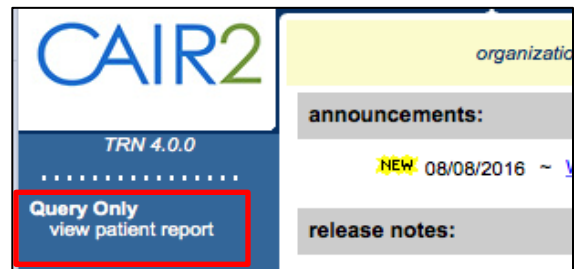 CAIR2
organizatio
announcements:
TRN 4.0.0
NEW 08/08/2016 ~
Query Only
view patient report
release notes: